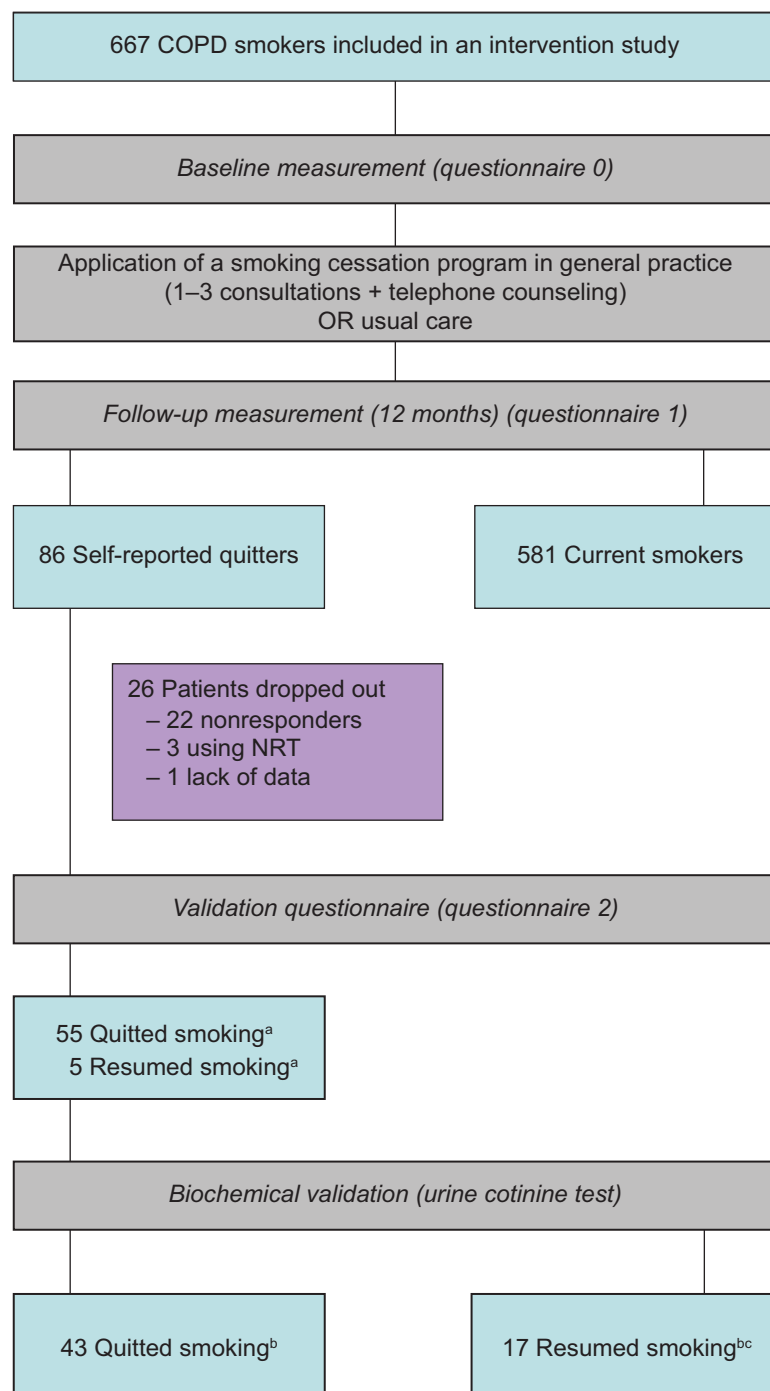 667 COPD smokers included in an intervention study
Baseline measurement (questionnaire 0)
Application of a smoking cessation program in general practice
(1–3 consultations + telephone counseling)
OR usual care
Follow-up measurement (12 months) (questionnaire 1)
86 Self-reported quitters
581 Current smokers
26 Patients dropped out
– 22 nonresponders
– 3 using NRT
– 1 lack of data
Validation questionnaire (questionnaire 2)
55 Quitted smokingᵃ
5 Resumed smokingᵃ
Biochemical validation (urine cotinine test)
43 Quitted smokingᵇ
17 Resumed smokingᵇᶜ